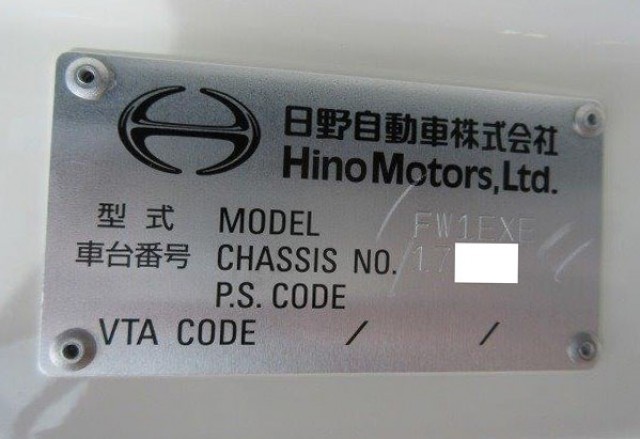 日野自動車株式会社
Hino Motors, Ltd.
型式 MODEL FW1EXE
車台番号 CHASSIS NO. 17
P.S. CODE
VTA CODE / /